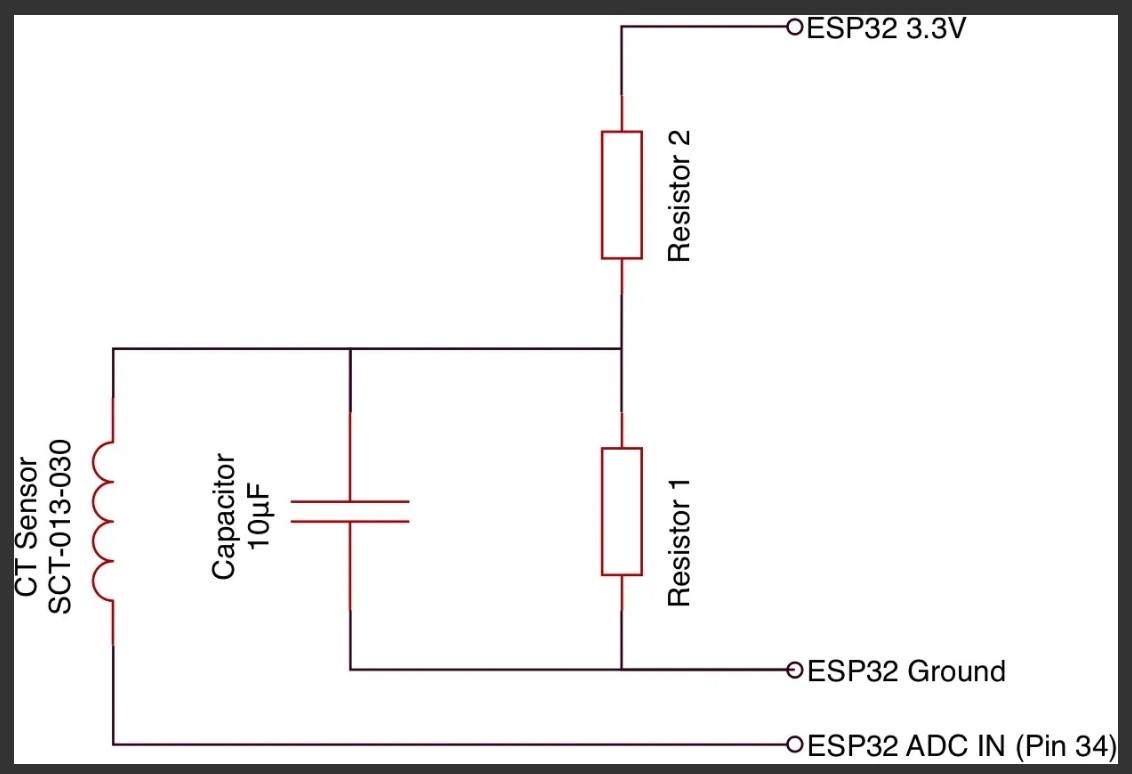 ESP32 3.3V
Resistor 2
CT Sensor
SCT-013-030
Capacitor
10µF
Resistor 1
ESP32 Ground
ESP32 ADC IN (Pin 34)